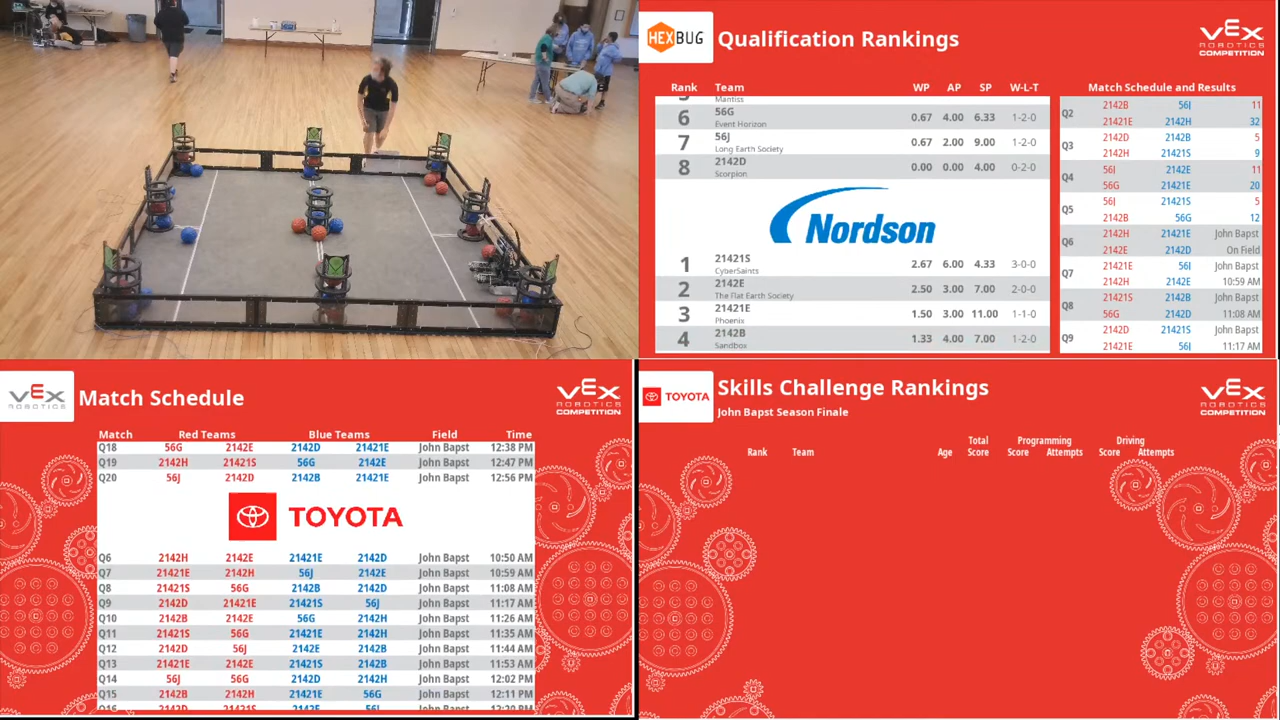 HEXBUG
Qualification Rankings
VEX
ROBOTICS
COMPETITION
Rank Team WP AP SP W-L-T
Mantiss
6 56G 0.67 4.00 6.33 1-2-0
Event Horizon
7 56J 0.67 2.00 9.00 1-2-0
Long Earth Society
8 2142D 0.00 0.00 4.00 0-2-0
Scorpion
Nordson
1 21421S 2.67 6.00 4.33 3-0-0
CyberSaints
2 2142E 2.50 3.00 7.00 2-0-0
The Flat Earth Society
3 21421E 1.50 3.00 11.00 1-1-0
Phoenix
4 2142B 1.33 4.00 7.00 1-2-0
Sandbox
Match Schedule and Results
Q2 2142B 56J 11
21421E 2142H 32
Q3 2142D 2142B 5
2142H 21421S 9
Q4 56J 2142E 11
56G 21421E 20
Q5 56J 21421S 5
2142B 56G 12
Q6 2142H 21421E John Bapst
2142E 2142D On Field
Q7 21421E 56J John Bapst
2142H 2142E 10:59 AM
Q8 21421S 2142B John Bapst
56G 2142D 11:08 AM
Q9 2142D 21421S John Bapst
21421E 56J 11:17 AM
VEX
ROBOTICS
Match Schedule
VEX
ROBOTICS
COMPETITION
Match Red Teams Blue Teams Field Time
Q18 56G 2142E 2142D 21421E John Bapst 12:38 PM
Q19 2142H 21421S 56G 2142E John Bapst 12:47 PM
Q20 56J 2142D 2142B 21421E John Bapst 12:56 PM
TOYOTA
Q6 2142H 2142E 21421E 2142D John Bapst 10:50 AM
Q7 21421E 2142H 56J 2142E John Bapst 10:59 AM
Q8 21421S 56G 2142B 2142D John Bapst 11:08 AM
Q9 2142D 21421E 21421S 56J John Bapst 11:17 AM
Q10 2142B 2142E 56G 2142H John Bapst 11:26 AM
Q11 21421S 56G 21421E 2142H John Bapst 11:35 AM
Q12 2142D 56J 2142E 2142B John Bapst 11:44 AM
Q13 21421E 2142E 21421S 2142B John Bapst 11:53 AM
Q14 56J 56G 2142D 2142H John Bapst 12:02 PM
Q15 2142B 2142H 21421E 56G John Bapst 12:11 PM
Q16 2142D 21421S 2142E 56J John Bapst 12:20 PM
TOYOTA
Skills Challenge Rankings
John Bapst Season Finale
VEX
ROBOTICS
COMPETITION
Total Programming Driving
Rank Team Age Score Score Attempts Score Attempts